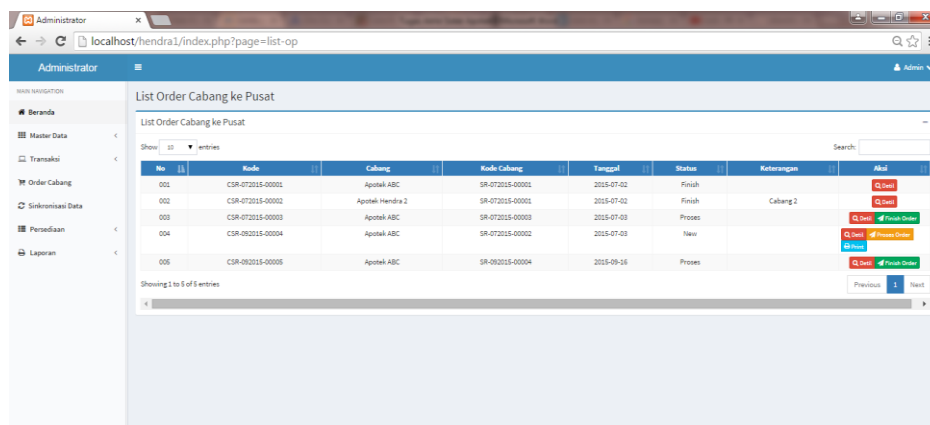 Administrator
localhost/hendra1/index.php?page=list-op
Administrator
Admin
MAIN NAVIGATION
Beranda
Master Data
Transaksi
Order Cabang
Sinkronisasi Data
Persediaan
Laporan
List Order Cabang ke Pusat
List Order Cabang ke Pusat
Show 10 entries
Search:
No Kode Cabang Kode Cabang Tanggal Status Keterangan Aksi
001 CSR-072015-00001 Apotek ABC SR-072015-00001 2015-07-02 Finish Detil
002 CSR-072015-00002 Apotek Hendra 2 SR-072015-00001 2015-07-02 Finish Cabang 2 Detil
003 CSR-072015-00003 Apotek ABC SR-072015-00003 2015-07-03 Proses Detil Finish Order
004 CSR-092015-00004 Apotek ABC SR-072015-00002 2015-07-03 New Detil Proses Order
Print
005 CSR-092015-00005 Apotek ABC SR-092015-00004 2015-09-16 Proses Detil Finish Order
Showing 1 to 5 of 5 entries
Previous 1 Next